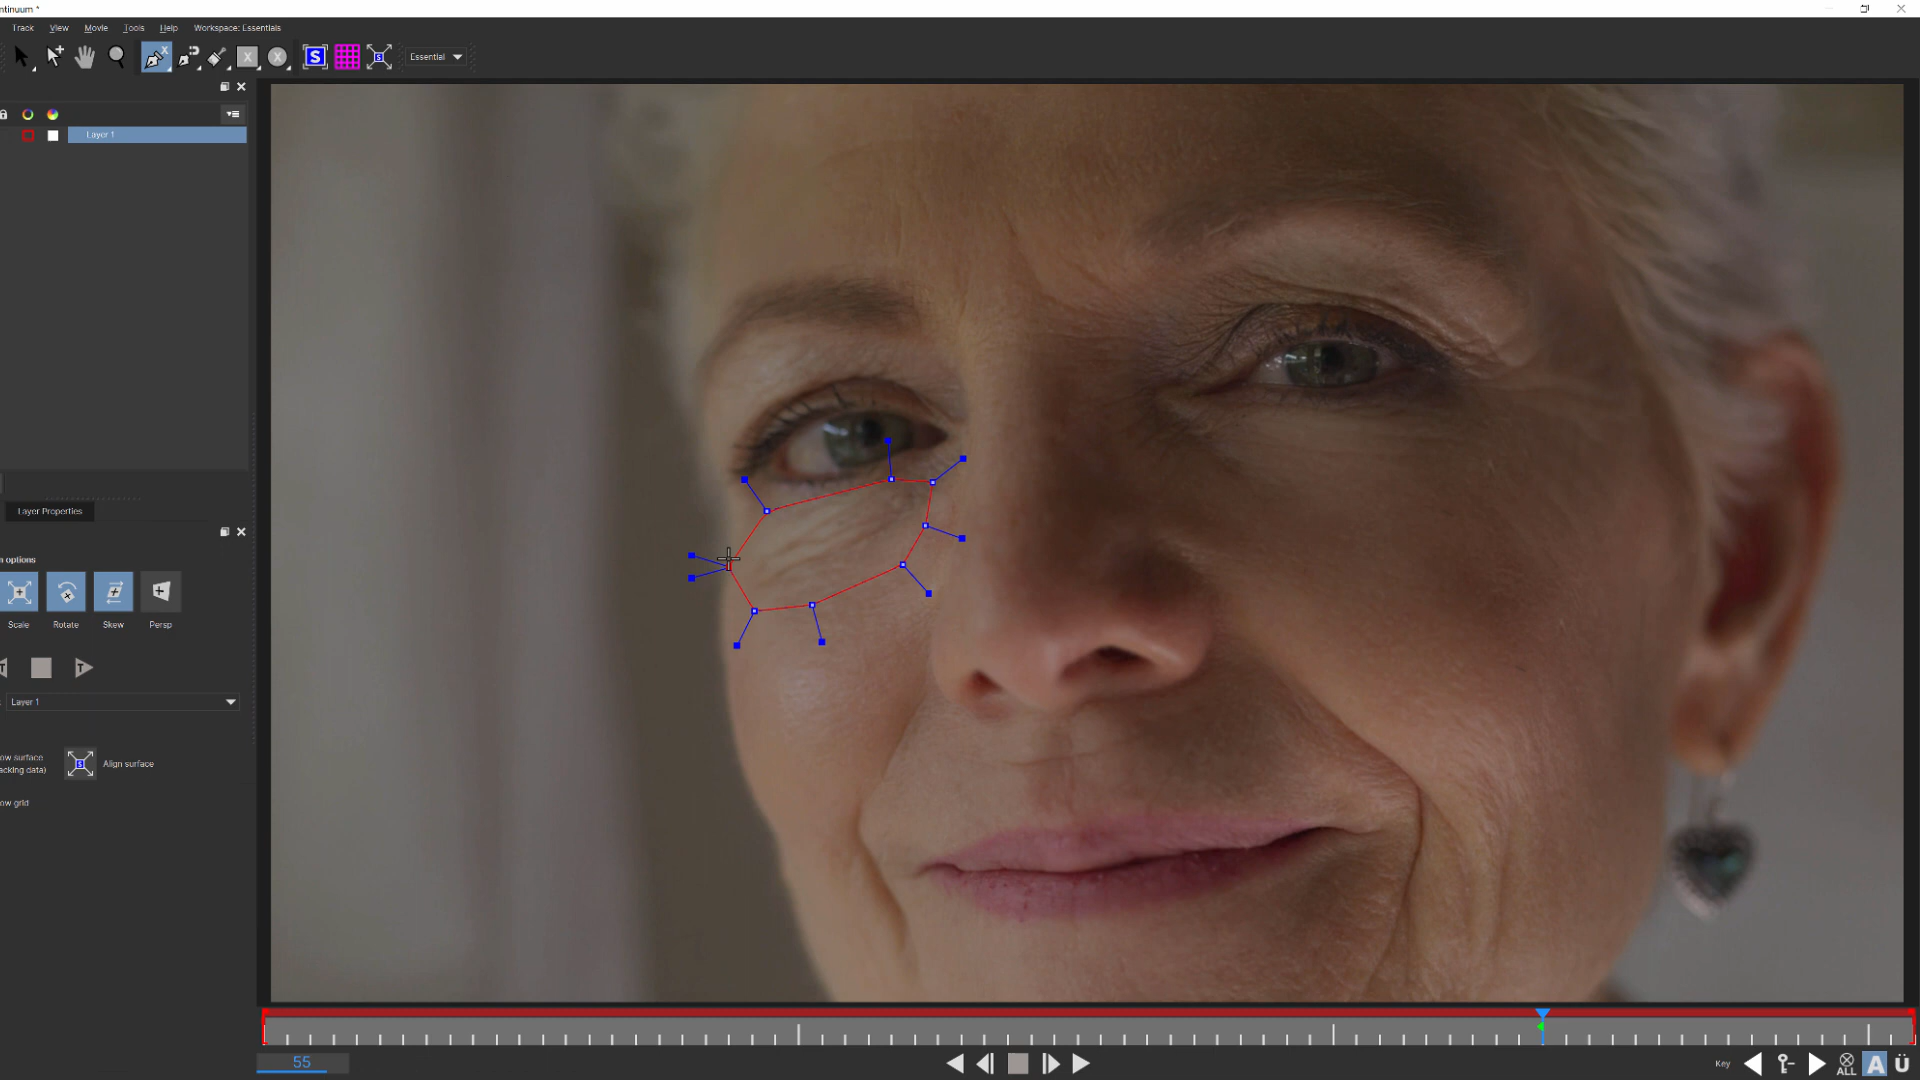 ntinuum *
Track View Movie Tools Help Workspace: Essentials
S S Essential
Layer 1
Layer Properties
n options
Scale Rotate Skew Persp
T T
Layer 1
ow surface
acking data)
S Align surface
ow grid
55
Key ALL A Ü